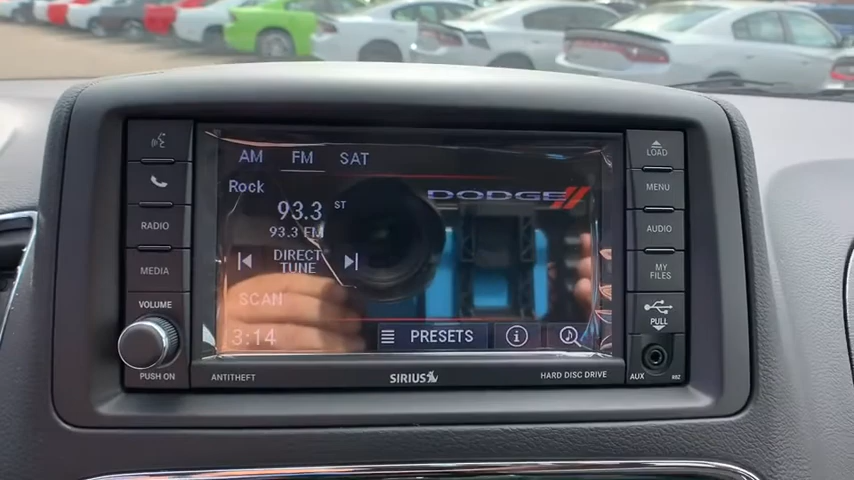 AM FM SAT
Rock
DODGE
93.3 ST
93.3 FM
DIRECT
TUNE
SCAN
3:14
PRESETS
RADIO
MEDIA
VOLUME
PUSH ON
LOAD
MENU
AUDIO
MY
FILES
PULL
AUX
RBZ
ANTITHEFT
SIRIUS
HARD DISC DRIVE